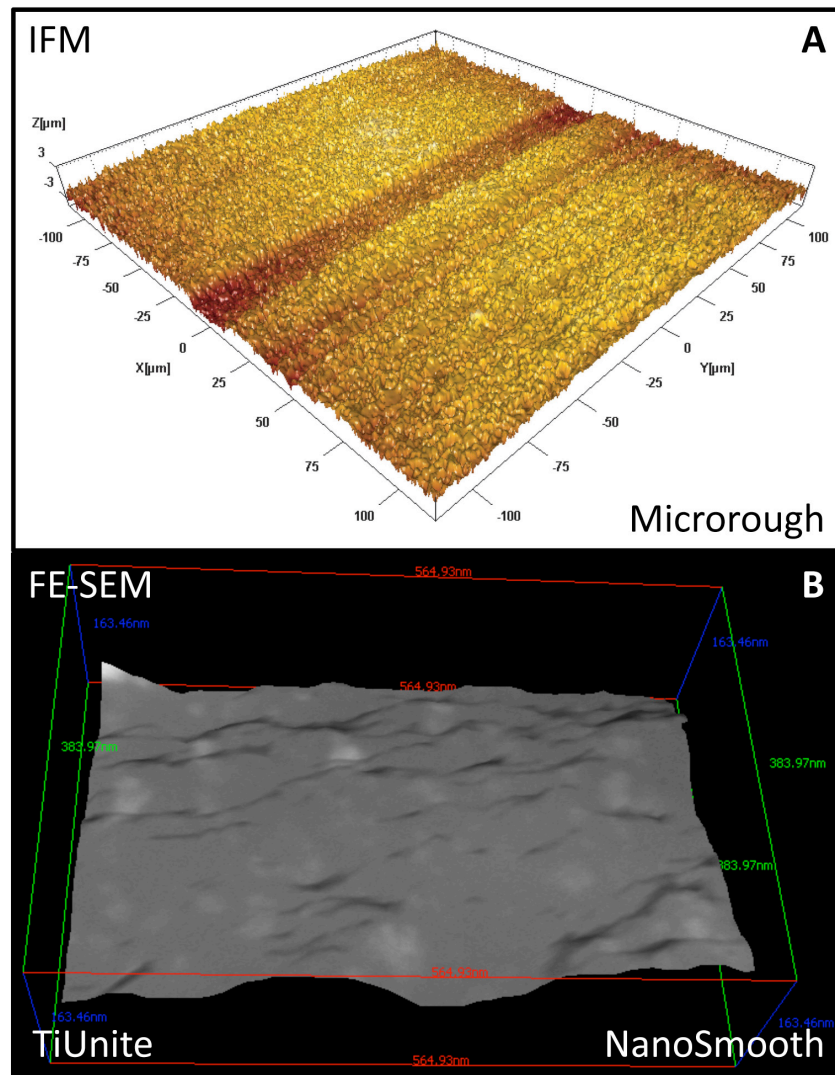 IFM
A
Z[µm]
3
-3
-100
-75
-50
-25
0
X[µm]
25
50
75
100
100
75
50
25
0
Y[µm]
-25
-50
-75
-100
Microrough
FE-SEM
B
564.93nm
163.46nm
163.46nm
564.93nm
383.97nm
383.97nm
383.97nm
564.93nm
163.46nm
163.46nm
TiUnite
NanoSmooth
564.93nm